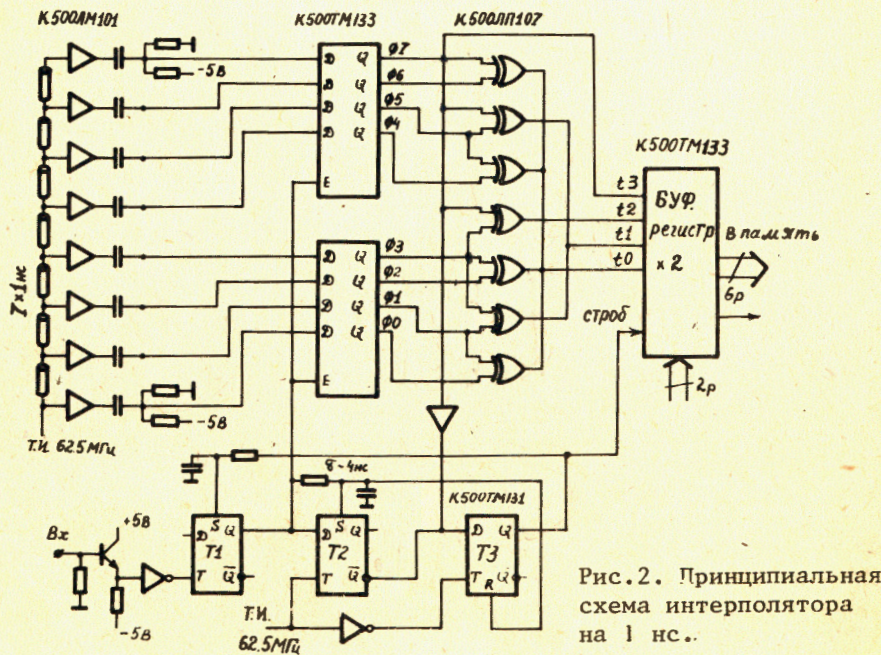 К500ЛМ101
К500ТМ133
К500ЛП107
-5в
D Q Ф7
D Q Ф6
D Q Ф5
D Q Ф4
E
К500ТМ133
t3
t2
t1
t0
БУФ.
регистр
х 2
В память
6р
строб
2р
7×1нс
D Q Ф3
D Q Ф2
D Q Ф1
D Q Ф0
E
-5в
Т.И. 62.5МГц
τ-4нс
К500ТМ131
Вх
+5в
-5в
D S Q
T1
T Q
D S Q
T2
T Q
D Q
T3
T R Q
Т.И.
62.5МГц
Рис.2. Принципиальная
схема интерполятора
на 1 нс.